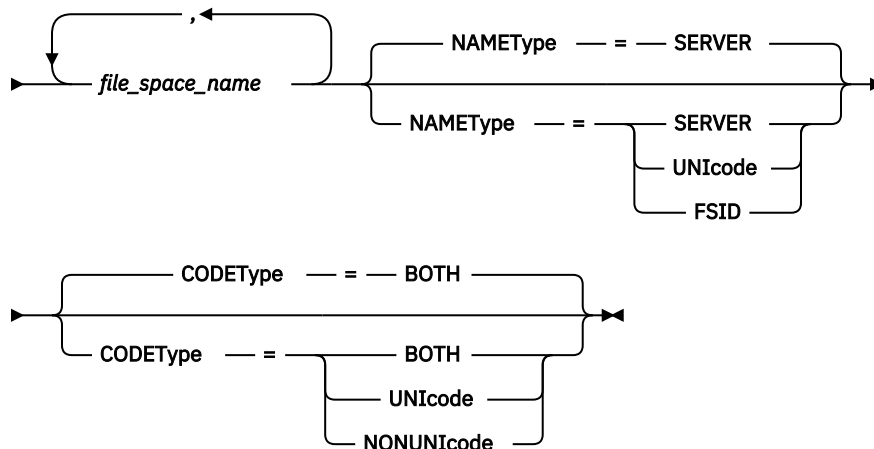 ,
NAMEType = SERVER
file_space_name
NAMEType = SERVER
UNIcode
FSID
CODEType = BOTH
CODEType = BOTH
UNIcode
NONUNIcode